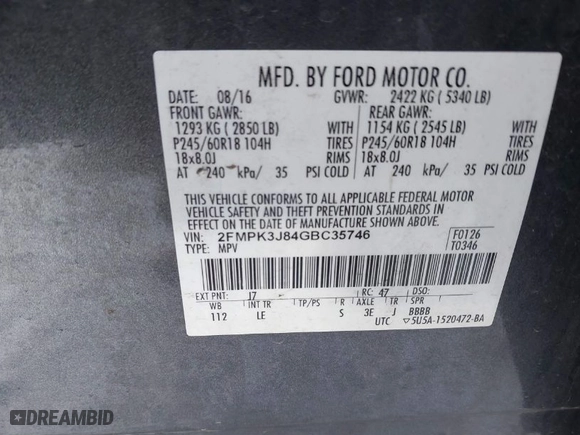 MFD. BY FORD MOTOR CO.
DATE: 08/16 GVWR: 2422 KG ( 5340 LB)
FRONT GAWR: REAR GAWR:
1293 KG ( 2850 LB) WITH 1154 KG ( 2545 LB) WITH
P245/60R18 104H TIRES P245/60R18 104H TIRES
18x8.0J RIMS 18x8.0J RIMS
AT 240 kPa/ 35 PSI COLD AT 240 kPa/ 35 PSI COLD
THIS VEHICLE CONFORMS TO ALL APPLICABLE FEDERAL MOTOR
VEHICLE SAFETY AND THEFT PREVENTION STANDARDS IN
EFFECT ON THE DATE OF MANUFACTURE SHOWN ABOVE.
VIN: 2FMPK3J84GBC35746 F0126
TYPE: MPV T0346
EXT PNT: J7 RC: 47 DSO:
WB INT TR TP/PS R AXLE TR SPR
112 LE S 3E J BBBB
UTC ▽5U5A-1520472-BA
DREAMBID